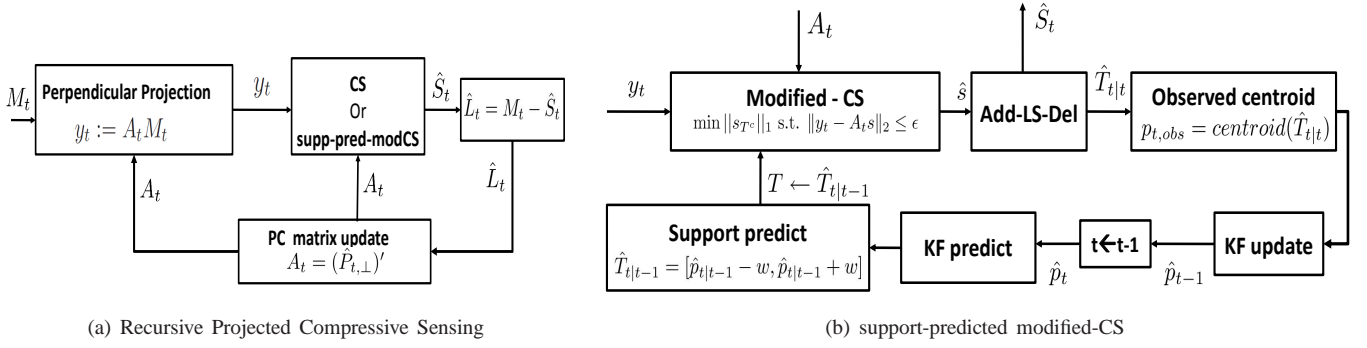 M_t
Perpendicular Projection
y_t := A_t M_t
y_t
CS
Or
supp-pred-modCS
Ŝ_t
L̂_t = M_t − Ŝ_t
L̂_t
A_t
A_t
PC matrix update
A_t = (P̂_{t,⊥})′
(a) Recursive Projected Compressive Sensing
A_t
Ŝ_t
y_t
Modified - CS
min ||s_{T^c}||_1 s.t. ||y_t − A_t s||_2 ≤ ϵ
ŝ
Add-LS-Del
T̂_{t|t}
Observed centroid
p_{t,obs} = centroid(T̂_{t|t})
T ← T̂_{t|t−1}
Support predict
T̂_{t|t−1} = [p̂_{t|t−1} − w, p̂_{t|t−1} + w]
KF predict
p̂_t
t←t-1
p̂_{t−1}
KF update
(b) support-predicted modified-CS